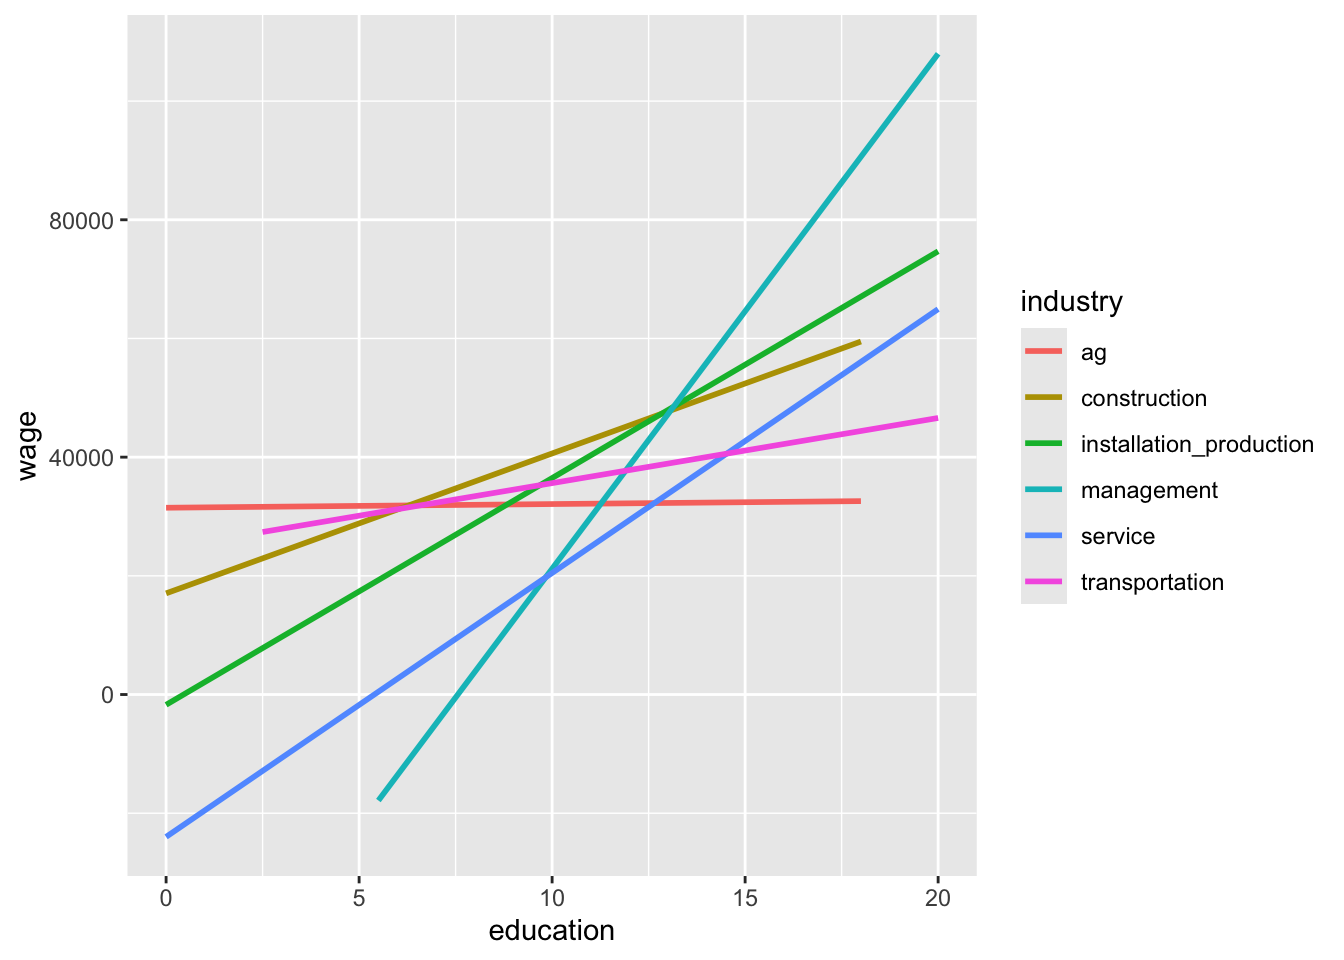 wage
80000
40000
0
0 5 10 15 20
education
industry
ag
construction
installation_production
management
service
transportation